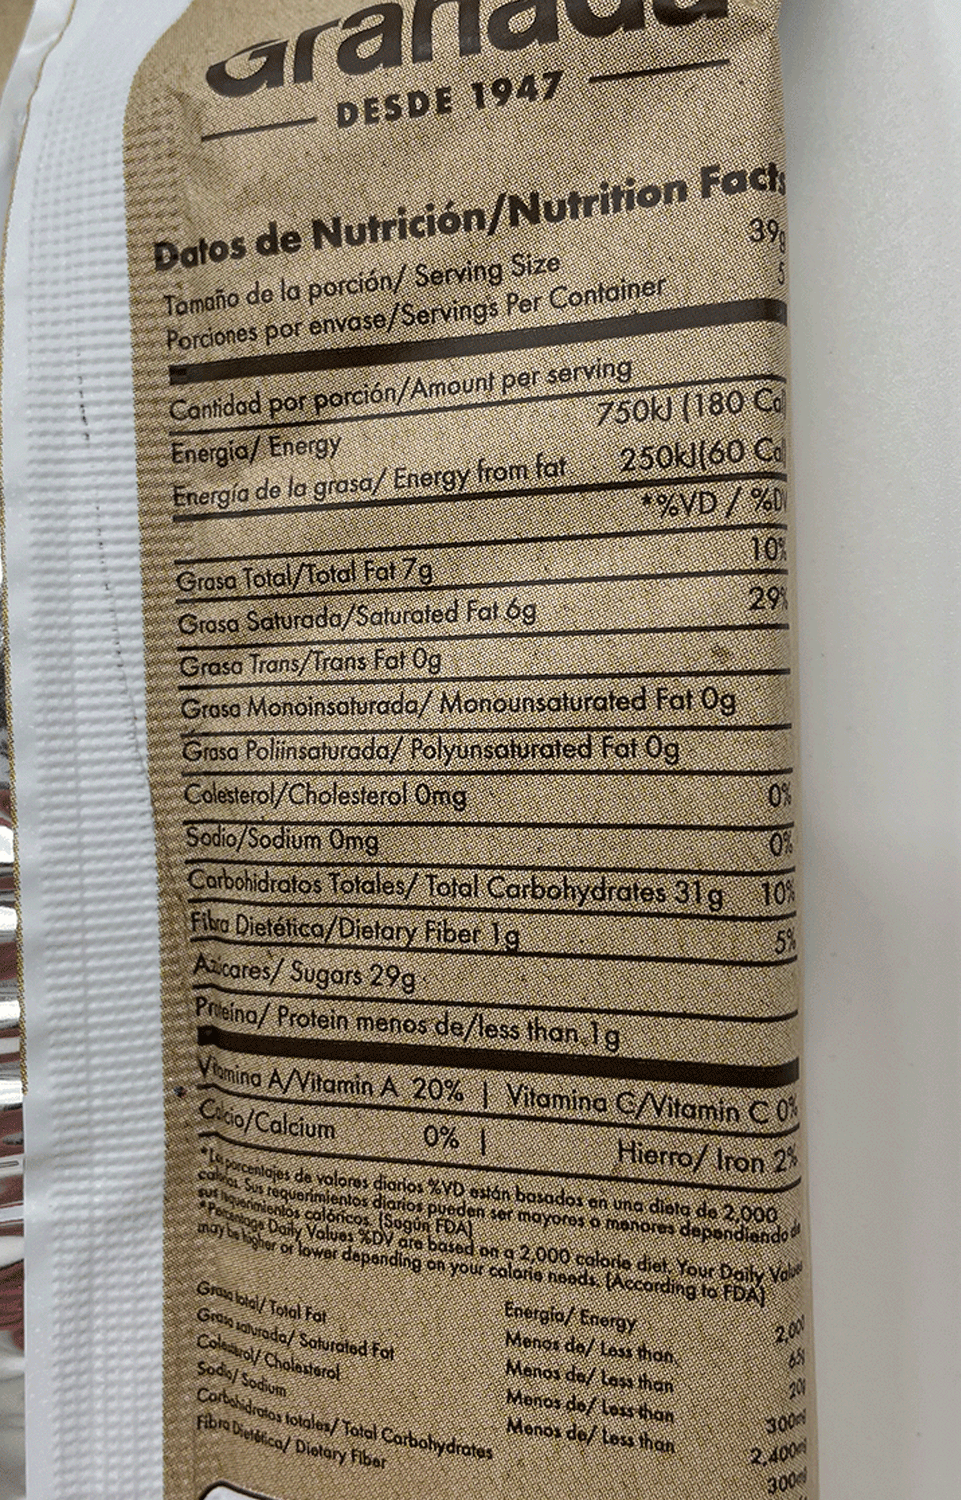 Granada
DESDE 1947
Datos de Nutrición/Nutrition Facts
Tamaño de la porción/ Serving Size 39g
Porciones por envase/Servings Per Container 5
Cantidad por porción/Amount per serving
Energía/ Energy 750kJ (180 Cal
Energía de la grasa/ Energy from fat 250kJ(60 Cal
*%VD / %DV
Grasa Total/Total Fat 7g 10%
Grasa Saturada/Saturated Fat 6g 29%
Grasa Trans/Trans Fat 0g
Grasa Monoinsaturada/ Monounsaturated Fat 0g
Grasa Poliinsaturada/ Polyunsaturated Fat 0g
Colesterol/Cholesterol 0mg 0%
Sodio/Sodium 0mg 0%
Carbohidratos Totales/ Total Carbohydrates 31g 10%
Fibra Dietética/Dietary Fiber 1g 5%
Azúcares/ Sugars 29g
Proteína/ Protein menos de/less than 1g
Vitamina A/Vitamin A 20% | Vitamina C/Vitamin C 0%
Calcio/Calcium 0% | Hierro/ Iron 2%
*Los porcentajes de valores diarios %VD están basados en una dieta de 2,000
calorías. Sus requerimientos diarios pueden ser mayores o menores dependiendo de
sus requerimientos calóricos. (Según FDA)
*Percentage Daily Values %DV are based on a 2,000 calorie diet. Your Daily Values
may be higher or lower depending on your calorie needs. (According to FDA)
Energía/ Energy 2,000
Grasa total/ Total Fat Menos de/ Less than 65g
Grasa saturada/ Saturated Fat Menos de/ Less than 20g
Colesterol/ Cholesterol Menos de/ Less than 300m
Sodio/ Sodium Menos de/ Less than 2,400m
Carbohidratos totales/ Total Carbohydrates 300
Fibra Dietética/ Dietary Fiber